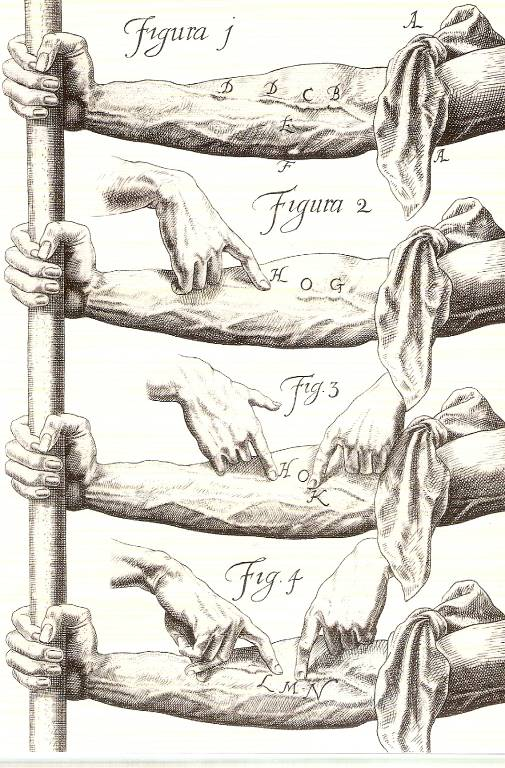 Figura 1
A
D D C B
E
A
F
Figura 2
H O G
Fig. 3
H O
K
Fig. 4
L M N